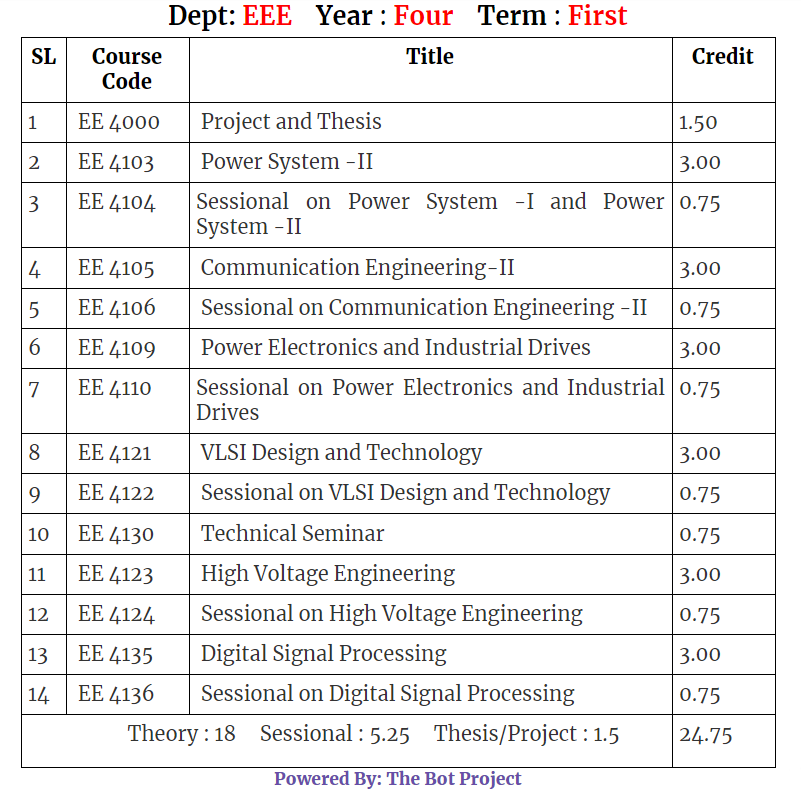 Dept: EEE Year : Four Term : First
SL Course Code Title Credit
1 EE 4000 Project and Thesis 1.50
2 EE 4103 Power System -II 3.00
3 EE 4104 Sessional on Power System -I and Power System -II 0.75
4 EE 4105 Communication Engineering-II 3.00
5 EE 4106 Sessional on Communication Engineering -II 0.75
6 EE 4109 Power Electronics and Industrial Drives 3.00
7 EE 4110 Sessional on Power Electronics and Industrial Drives 0.75
8 EE 4121 VLSI Design and Technology 3.00
9 EE 4122 Sessional on VLSI Design and Technology 0.75
10 EE 4130 Technical Seminar 0.75
11 EE 4123 High Voltage Engineering 3.00
12 EE 4124 Sessional on High Voltage Engineering 0.75
13 EE 4135 Digital Signal Processing 3.00
14 EE 4136 Sessional on Digital Signal Processing 0.75
Theory : 18 Sessional : 5.25 Thesis/Project : 1.5 24.75
Powered By: The Bot Project